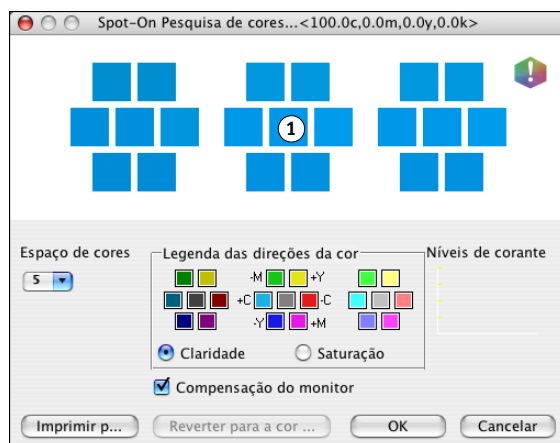 Spot-On Pesquisa de cores...<100.0c,0.0m,0.0y,0.0k>
1
Espaço de cores
5
Legenda das direções da cor
-M +Y
+C -C
-Y +M
Claridade
Saturação
Níveis de corante
Compensação do monitor
Imprimir p...
Reverter para a cor ...
OK
Cancelar